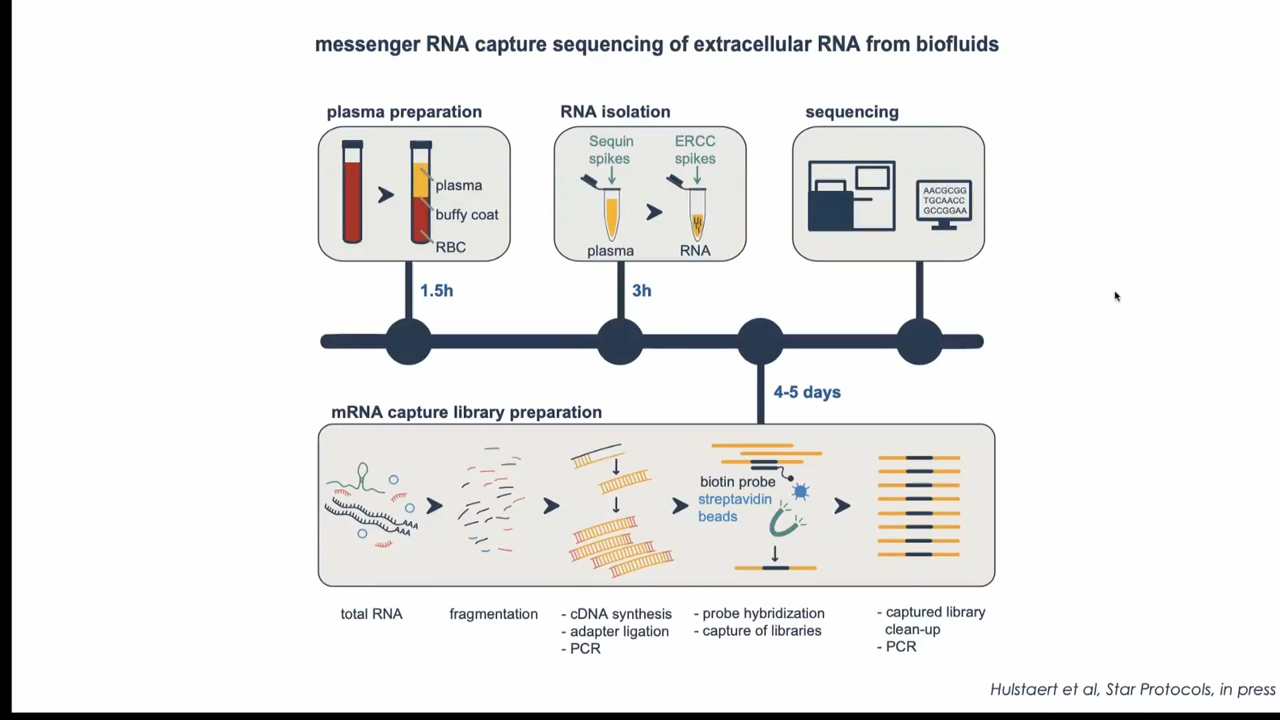 messenger RNA capture sequencing of extracellular RNA from biofluids
plasma preparation
plasma
buffy coat
RBC
1.5h
RNA isolation
Sequin
spikes
ERCC
spikes
plasma
RNA
3h
sequencing
AACGCGG
TGCAACC
GCCGGAA
4-5 days
mRNA capture library preparation
AAA
AAA
biotin probe
streptavidin
beads
total RNA
fragmentation
- cDNA synthesis
- adapter ligation
- PCR
- probe hybridization
- capture of libraries
- captured library
clean-up
- PCR
Hulstaert et al, Star Protocols, in press